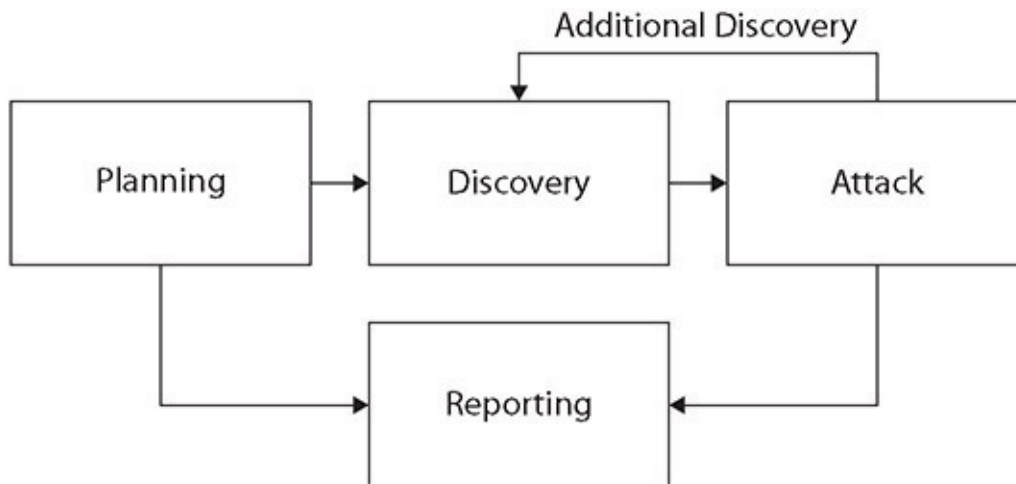 Additional Discovery
Planning
Discovery
Attack
Reporting